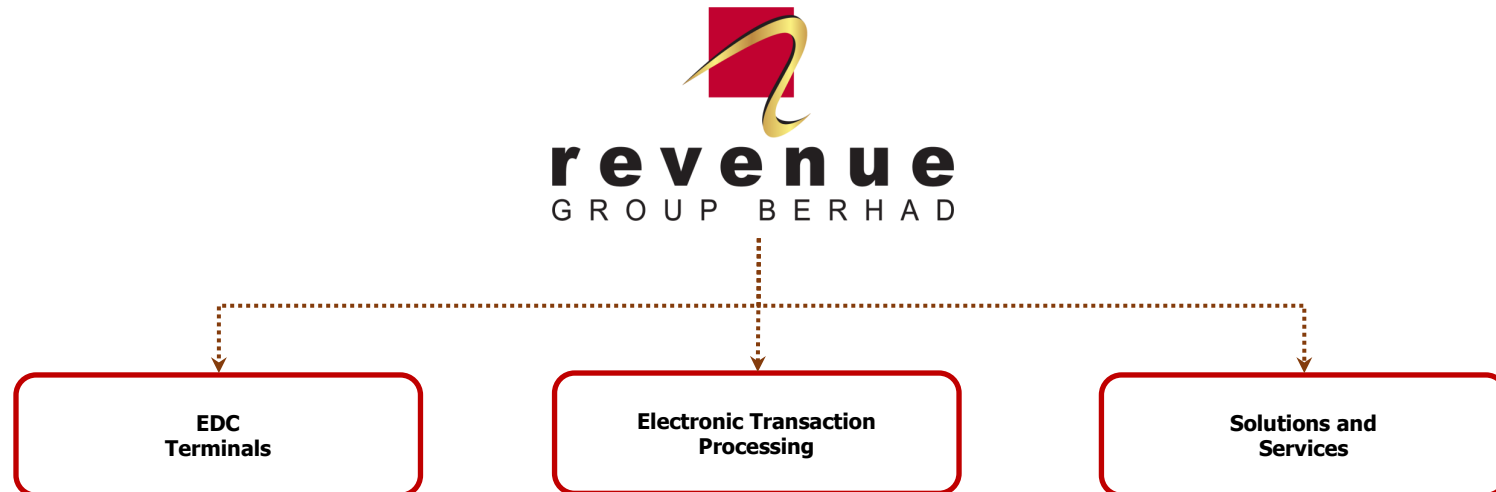 revenue
GROUP BERHAD
EDC
Terminals
Electronic Transaction
Processing
Solutions and
Services